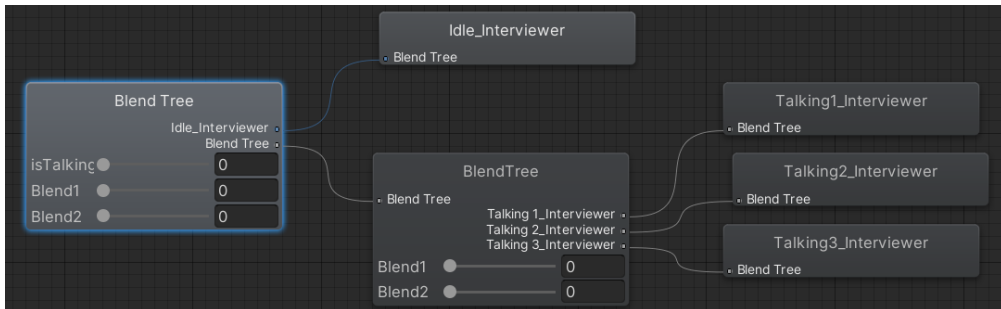 Idle_Interviewer
Blend Tree
Blend Tree
Idle_Interviewer
Blend Tree
isTalking 0
Blend1 0
Blend2 0
BlendTree
Blend Tree
Talking 1_Interviewer
Talking 2_Interviewer
Talking 3_Interviewer
Blend1 0
Blend2 0
Talking1_Interviewer
Blend Tree
Talking2_Interviewer
Blend Tree
Talking3_Interviewer
Blend Tree